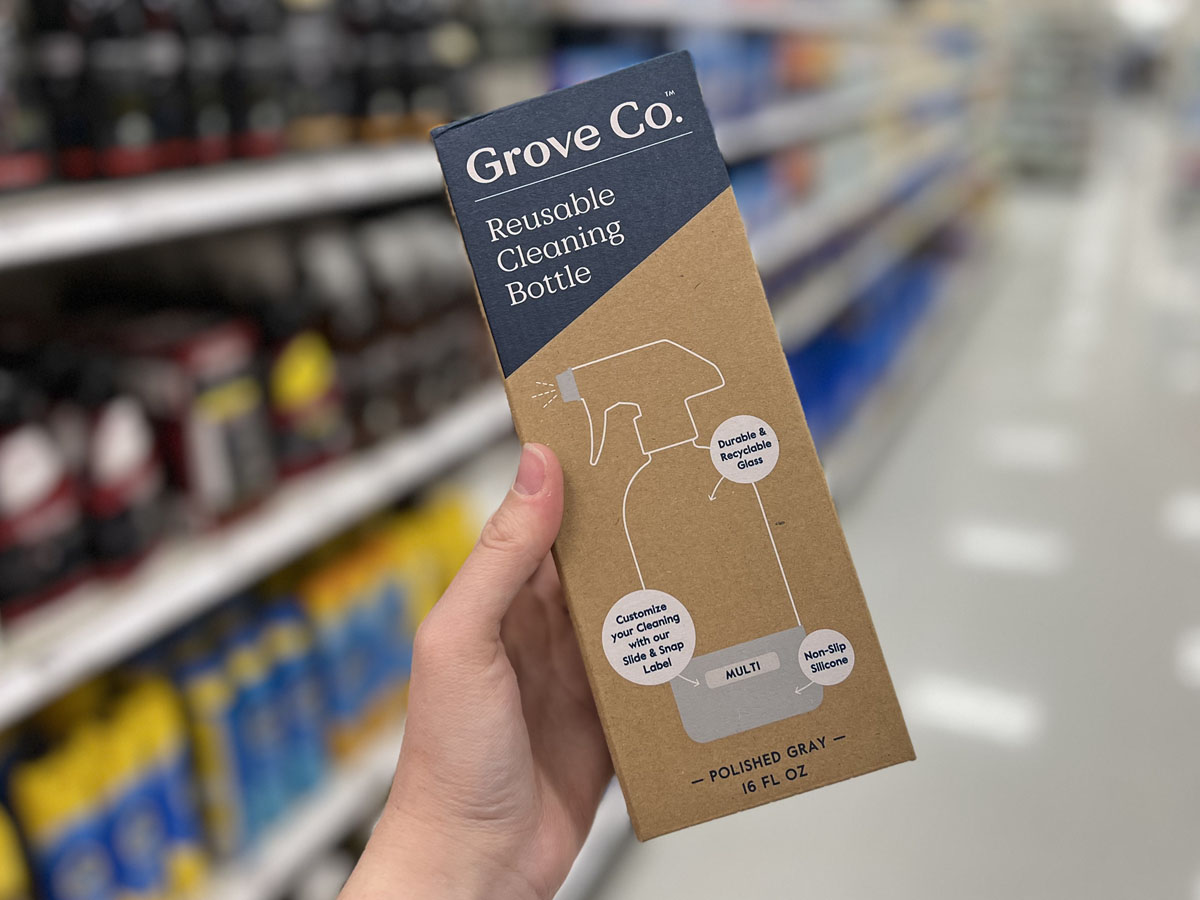 Grove Co.™
Reusable
Cleaning
Bottle
Durable &
Recyclable
Glass
Customize
your Cleaning
with our
Slide & Snap
Label
MULTI
Non-Slip
Silicone
— POLISHED GRAY —
16 FL OZ